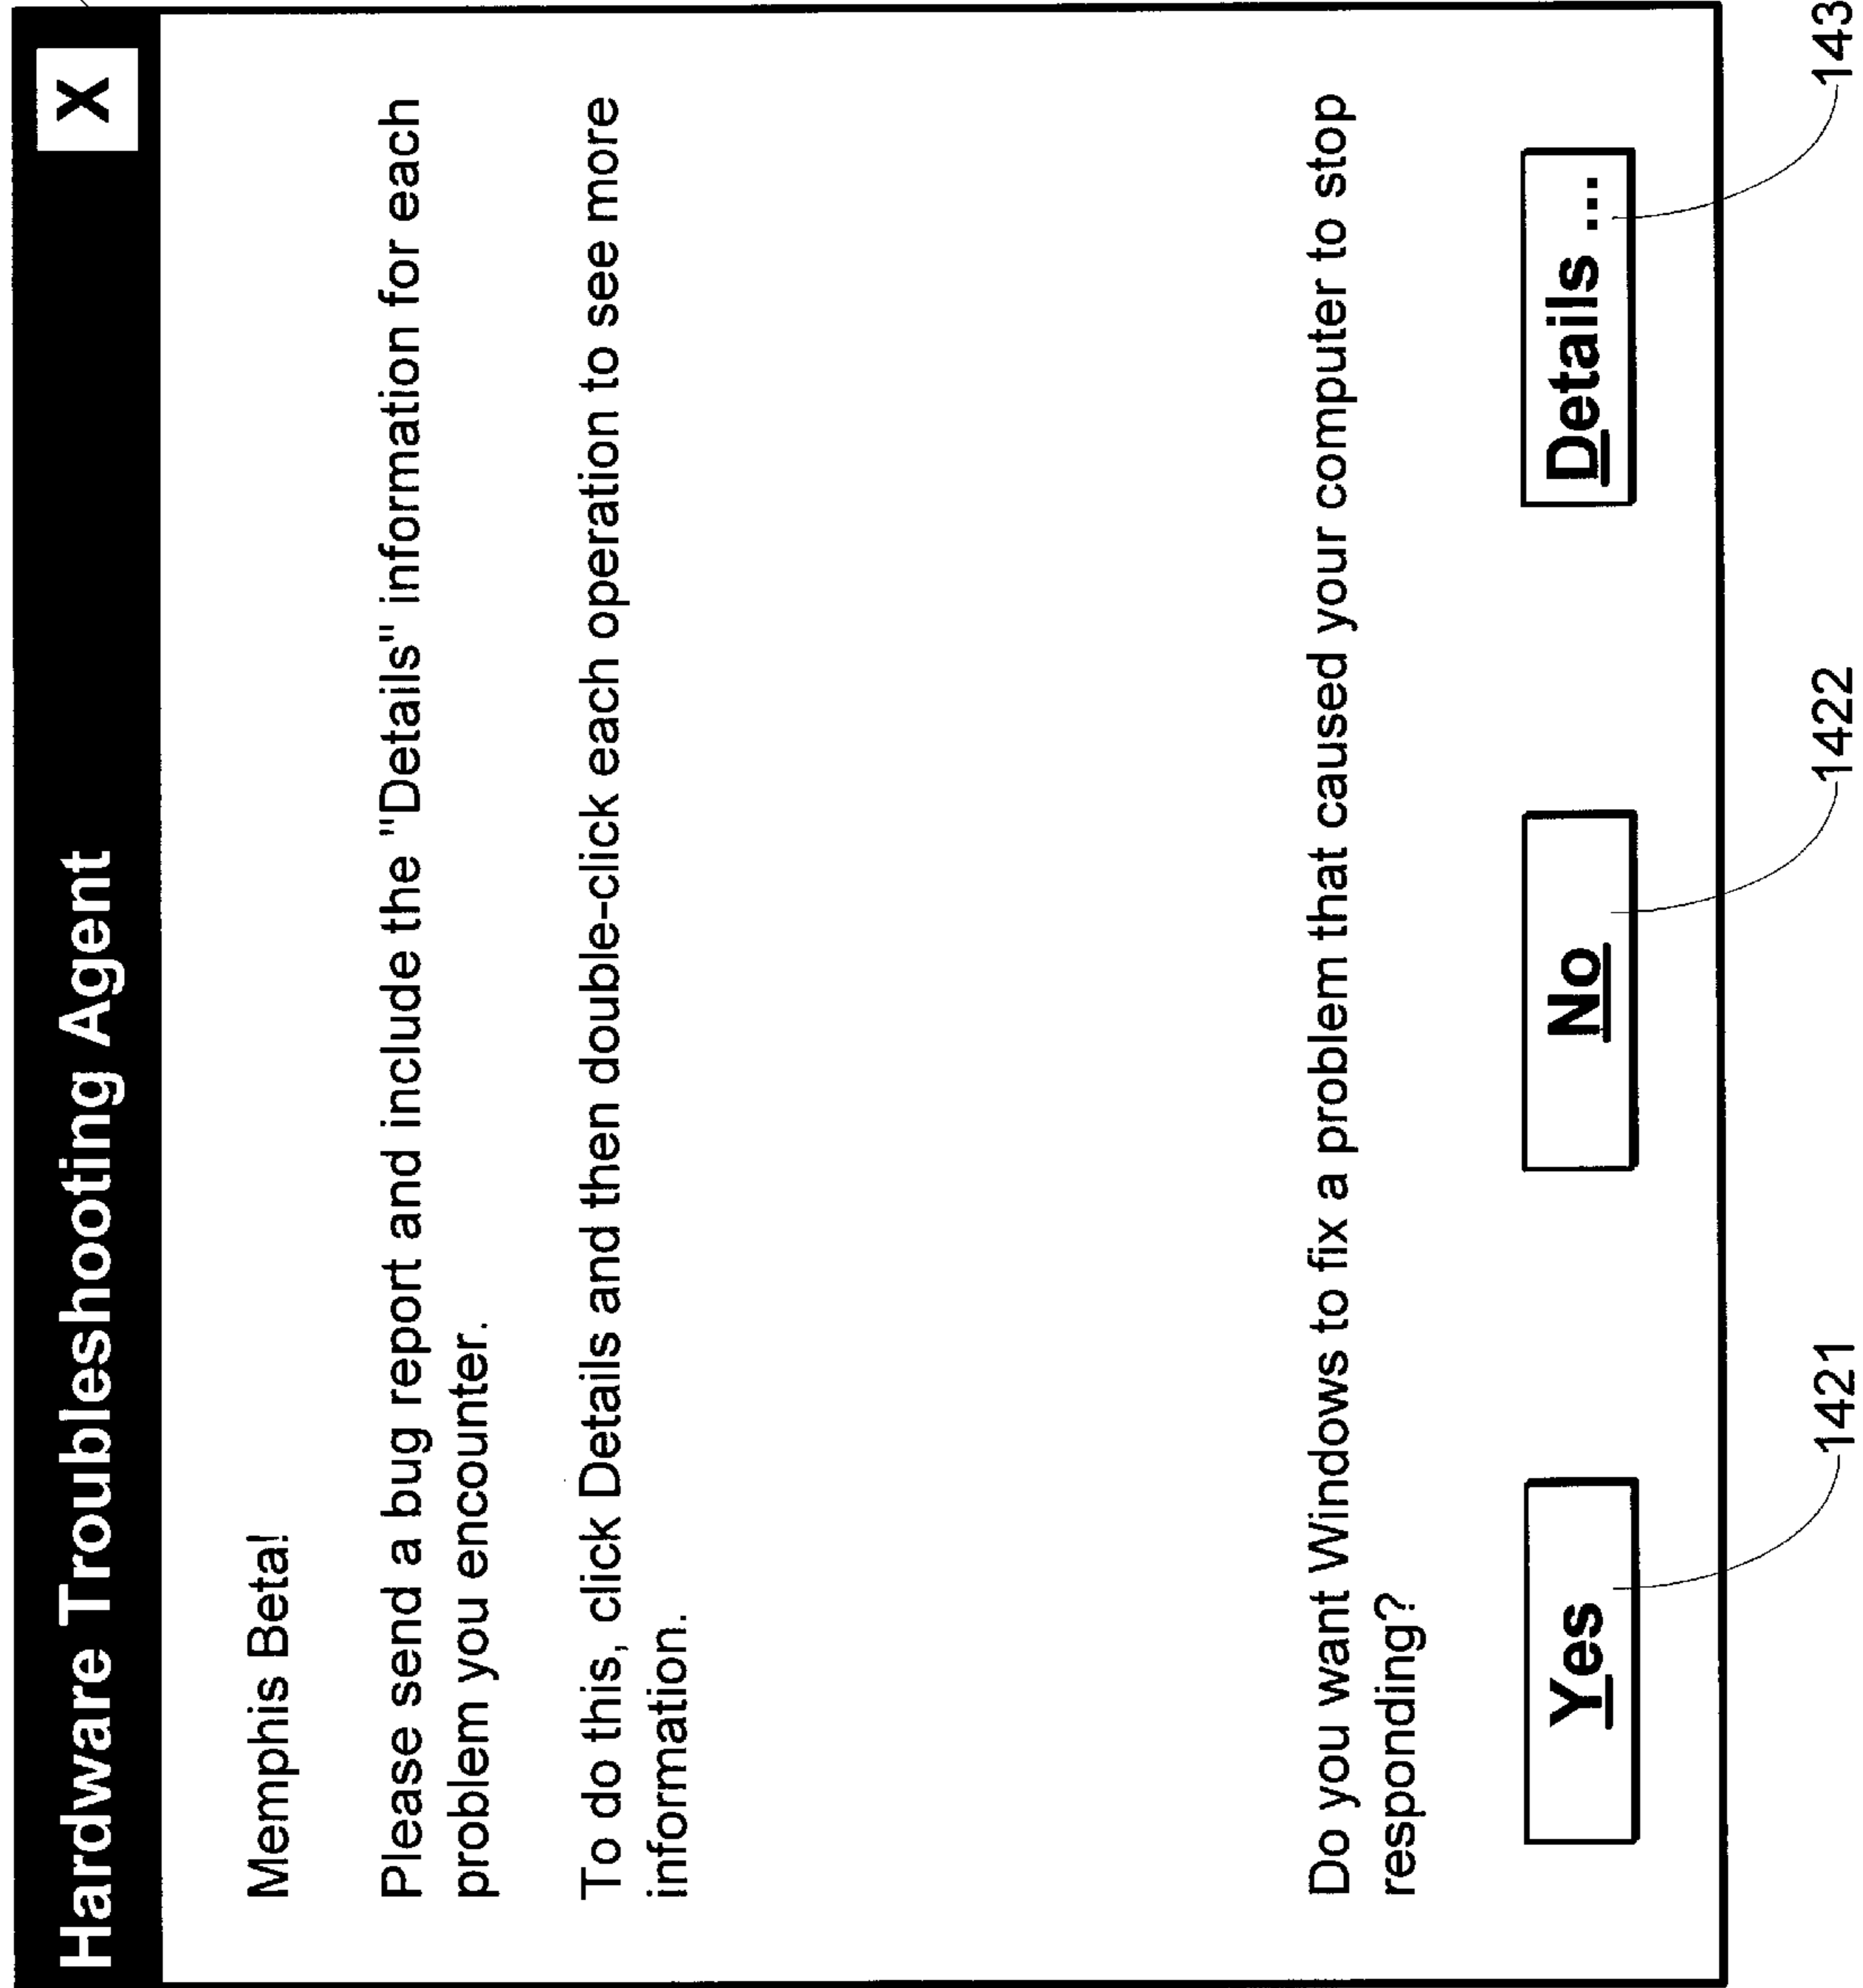 Hardware Troubleshooting Agent X
Memphis Beta!
Please send a bug report and include the "Details" information for each
problem you encounter.
To do this, click Details and then double-click each operation to see more
information.
Do you want Windows to fix a problem that caused your computer to stop
responding?
Yes No Details ...
1421 1422 143